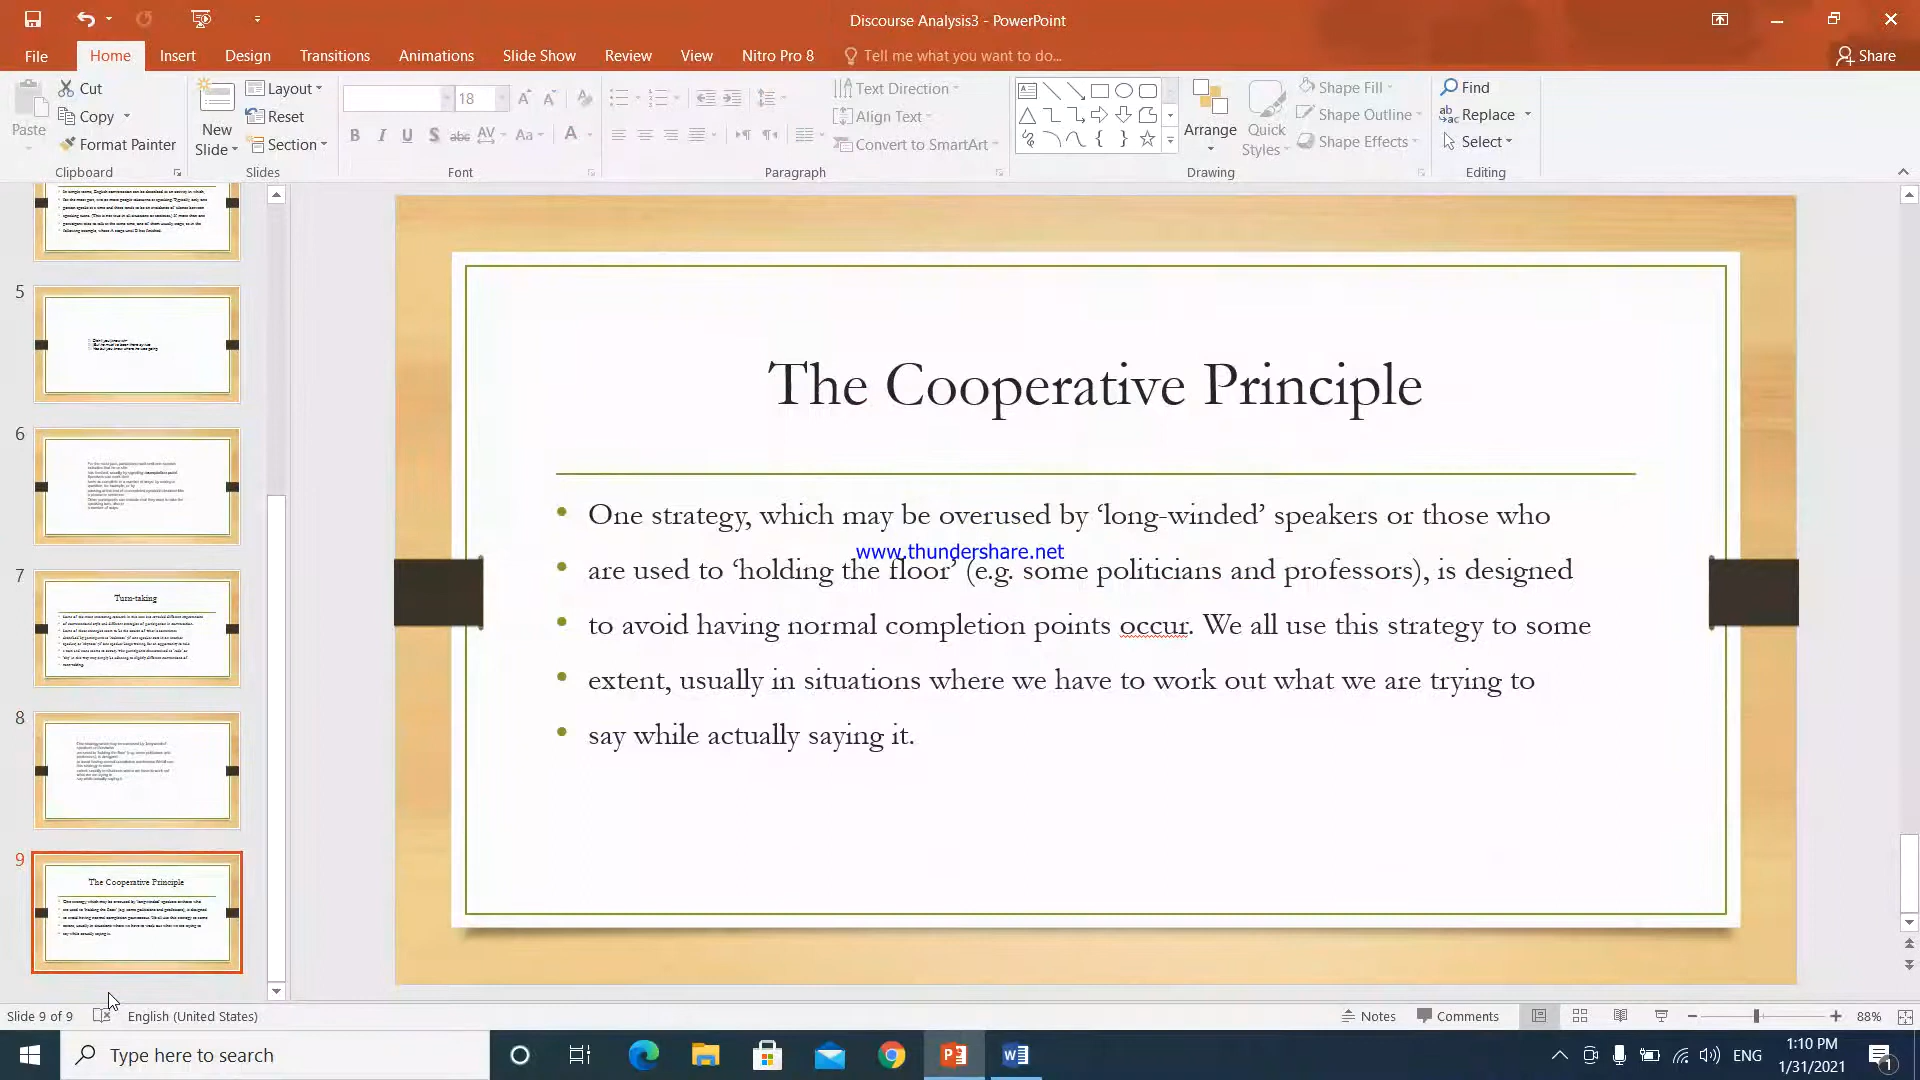 Discourse Analysis3 - PowerPoint
File Home Insert Design Transitions Animations Slide Show Review View Nitro Pro 8 Tell me what you want to do... Share
Paste
Cut
Copy
Format Painter
Clipboard
New Slide
Layout
Reset
Section
Slides
18
Font
Text Direction
Align Text
Convert to SmartArt
Paragraph
Arrange
Quick Styles
Shape Fill
Shape Outline
Shape Effects
Drawing
Find
Replace
Select
Editing
5
6
7
Turn-taking
8
9
The Cooperative Principle
The Cooperative Principle
One strategy, which may be overused by ‘long-winded’ speakers or those who
www.thundershare.net
are used to ‘holding the floor’ (e.g. some politicians and professors), is designed
to avoid having normal completion points occur. We all use this strategy to some
extent, usually in situations where we have to work out what we are trying to
say while actually saying it.
Slide 9 of 9 English (United States) Notes Comments 88%
Type here to search
ENG
1:10 PM
1/31/2021
1